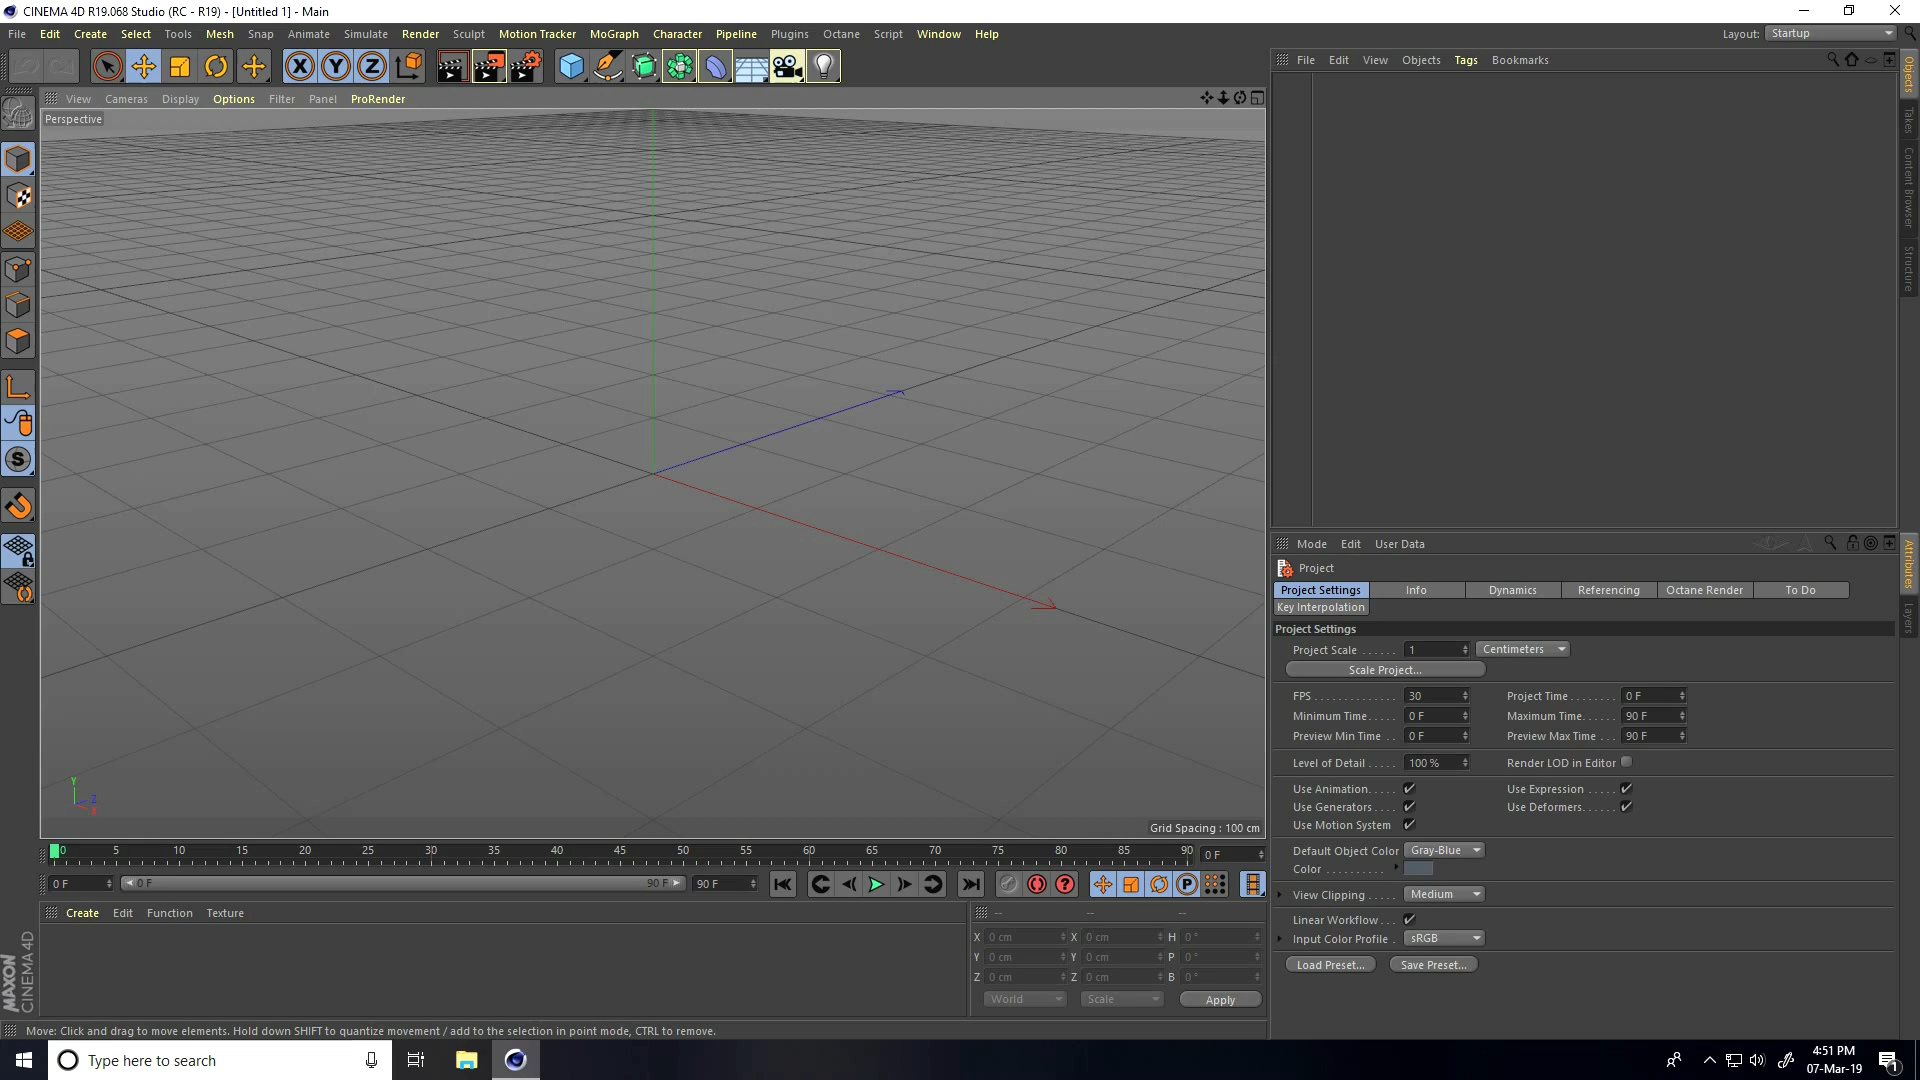 CINEMA 4D R19.068 Studio (RC - R19) - [Untitled 1] - Main
File Edit Create Select Tools Mesh Snap Animate Simulate Render Sculpt Motion Tracker MoGraph Character Pipeline Plugins Octane Script Window Help
Layout: Startup
X Y Z
File Edit View Objects Tags Bookmarks
View Cameras Display Options Filter Panel ProRender
Perspective
Objects
Takes
Content Browser
Structure
S
Y
Z
X
Grid Spacing : 100 cm
Mode Edit User Data
Attributes
Layers
Project
Project Settings Info Dynamics Referencing Octane Render To Do
Key Interpolation
Project Settings
Project Scale ...... 1 Centimeters
Scale Project...
FPS 30 Project Time 0 F
Minimum Time 0 F Maximum Time 90 F
Preview Min Time 0 F Preview Max Time 90 F
Level of Detail 100 % Render LOD in Editor
Use Animation Use Expression
Use Generators Use Deformers
Use Motion System
Default Object Color Gray-Blue
Color
View Clipping Medium
Linear Workflow
Input Color Profile sRGB
Load Preset... Save Preset...
0 5 10 15 20 25 30 35 40 45 50 55 60 65 70 75 80 85 90 0 F
0 F 0 F 90 F 90 F
P
Create Edit Function Texture
-- -- --
X 0 cm X 0 cm H 0 °
Y 0 cm Y 0 cm P 0 °
Z 0 cm Z 0 cm B 0 °
World Scale Apply
MAXON
CINEMA 4D
Move: Click and drag to move elements. Hold down SHIFT to quantize movement / add to the selection in point mode, CTRL to remove.
Type here to search
4:51 PM
07-Mar-19
1